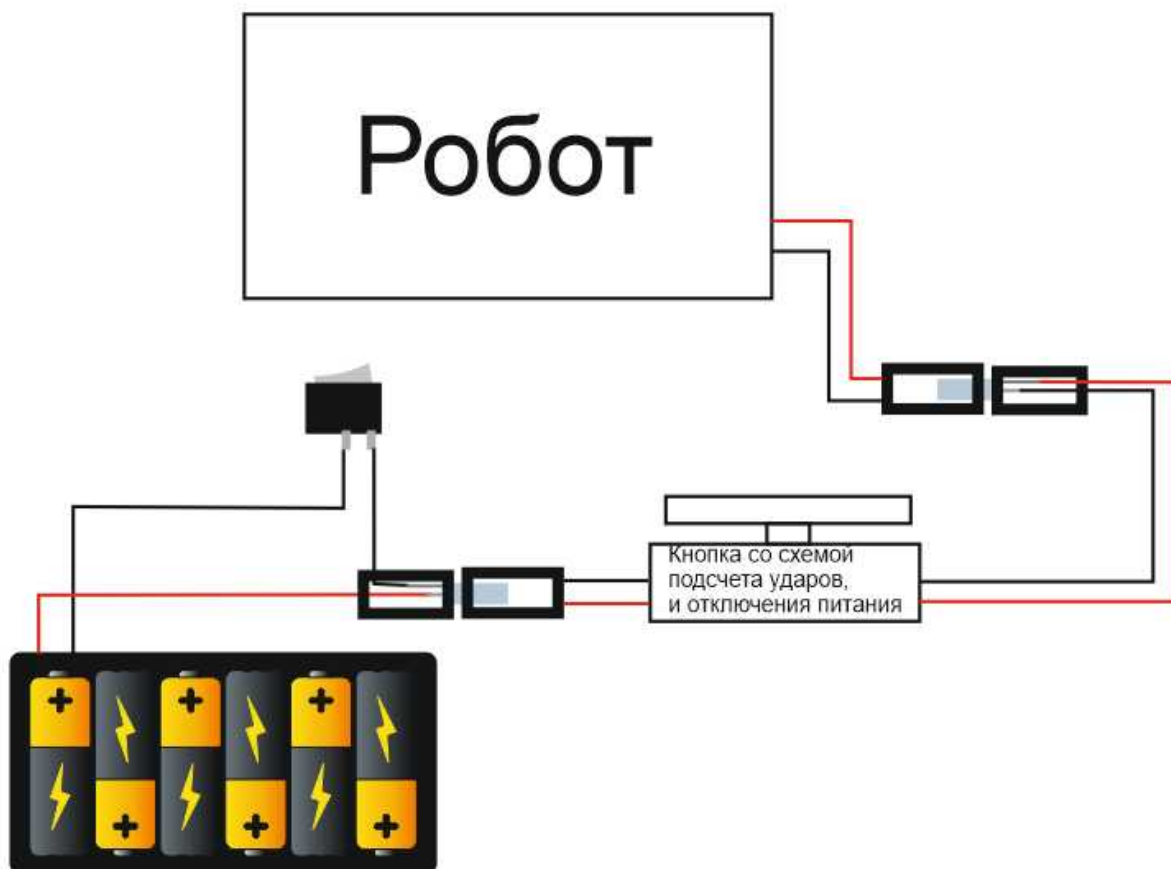 Робот
Кнопка со схемой
подсчета ударов,
и отключения питания
+ + +
+ + +